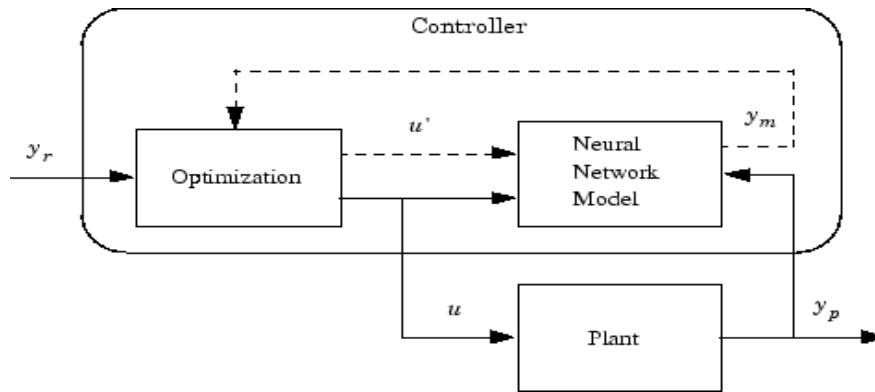 Controller
y_r
Optimization
u'
Neural
Network
Model
y_m
u
Plant
y_p